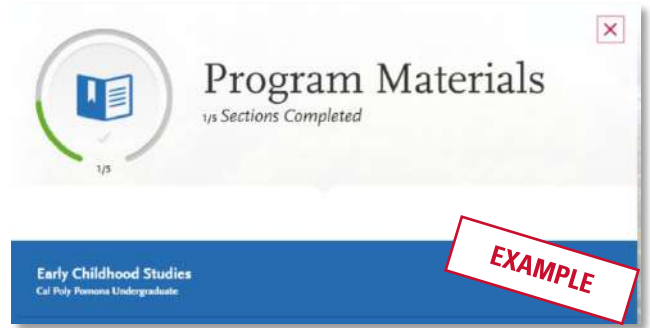 Program Materials
1/5 Sections Completed
1/5
Early Childhood Studies
Cal Poly Pomona Undergraduate
EXAMPLE